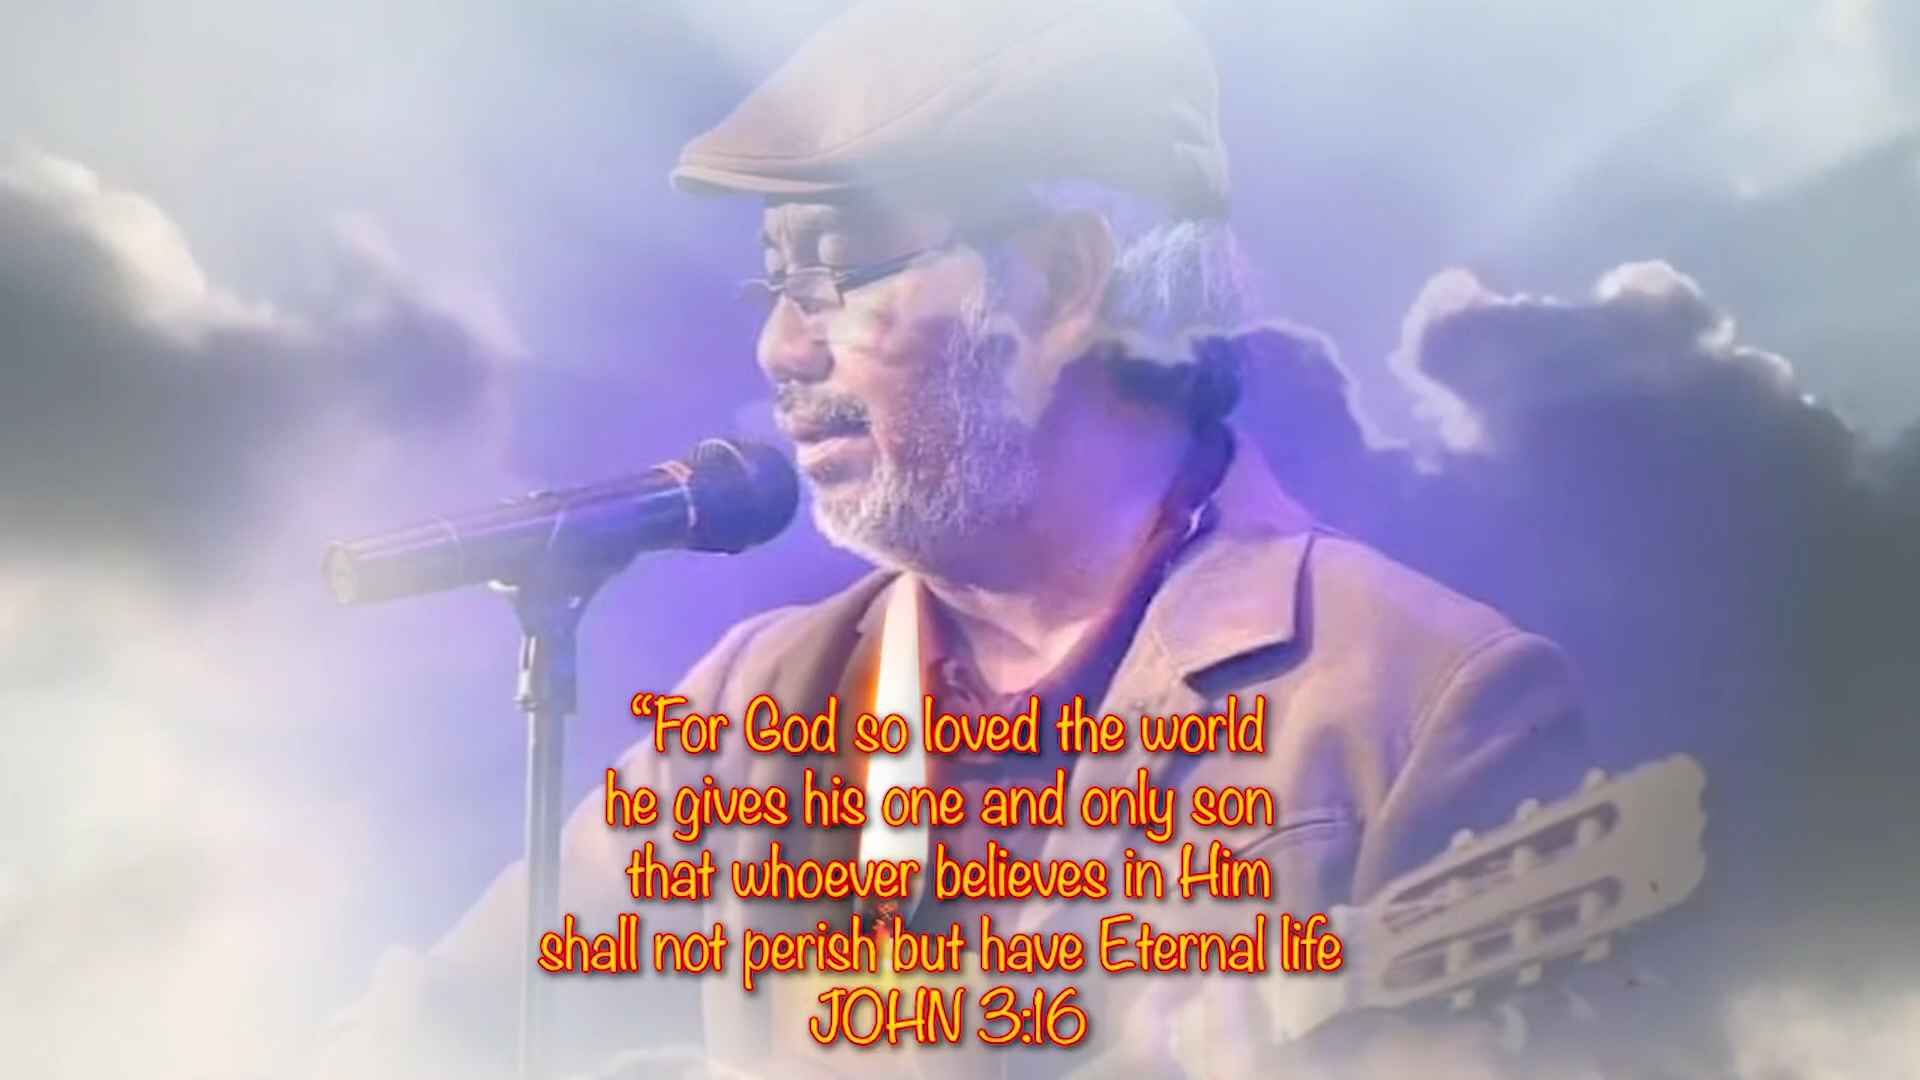 “For God so loved the world
he gives his one and only son
that whoever believes in Him
shall not perish but have Eternal life
JOHN 3:16